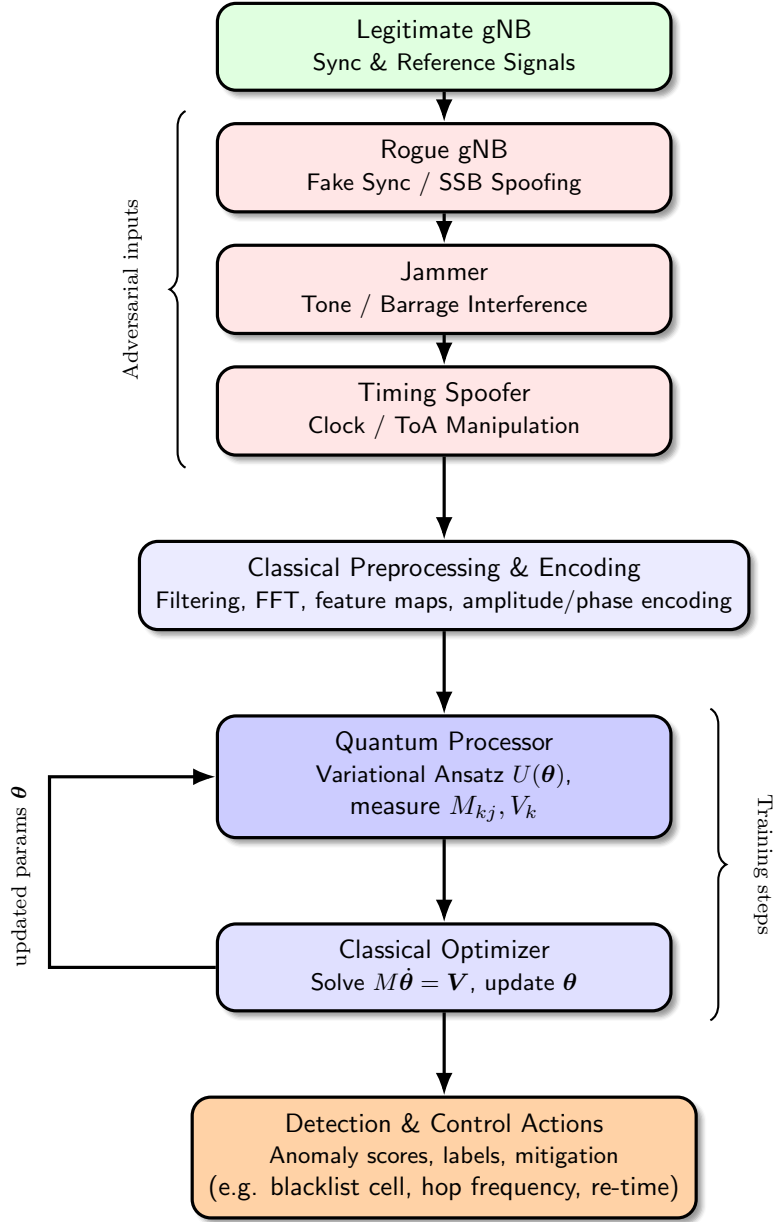 Legitimate gNB
Sync & Reference Signals
Adversarial inputs
Rogue gNB
Fake Sync / SSB Spoofing
Jammer
Tone / Barrage Interference
Timing Spoofer
Clock / ToA Manipulation
Classical Preprocessing & Encoding
Filtering, FFT, feature maps, amplitude/phase encoding
Quantum Processor
Variational Ansatz U(𝜽),
measure M_{kj}, V_k
updated params 𝜽
Training steps
Classical Optimizer
Solve M𝜽̇ = 𝑽, update 𝜽
Detection & Control Actions
Anomaly scores, labels, mitigation
(e.g. blacklist cell, hop frequency, re-time)